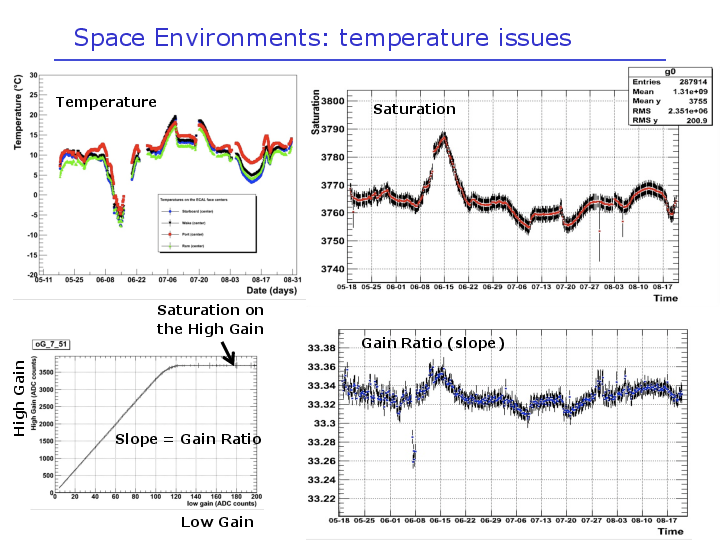 Space Environments: temperature issues
Temperature (°C)
30
25
20
15
10
5
0
-5
-10
-15
-20
Temperature
Temperatures on the ECAL face centers
Starboard (center)
Wake (center)
Port (center)
Ram (center)
05-11 05-25 06-08 06-22 07-06 07-20 08-03 08-17 08-31
Date (days)
g0
Entries 287914
Mean 1.31e+09
Mean y 3755
RMS 2.351e+06
RMS y 200.9
Saturation
3800
3790
3780
3770
3760
3750
3740
Saturation
05-18 05-25 06-01 06-08 06-15 06-22 06-29 07-06 07-13 07-20 07-27 08-03 08-10 08-17
Time
Saturation on
the High Gain
oG_7_51
High Gain
High Gain (ADC counts)
3500
3000
2500
2000
1500
1000
500
0
Slope = Gain Ratio
0 20 40 60 80 100 120 140 160 180 200
low gain (ADC counts)
Low Gain
Gain Ratio (slope)
33.38
33.36
33.34
33.32
33.3
33.28
33.26
33.24
33.22
05-18 05-25 06-01 06-08 06-15 06-22 06-29 07-06 07-13 07-20 07-27 08-03 08-10 08-17
Time